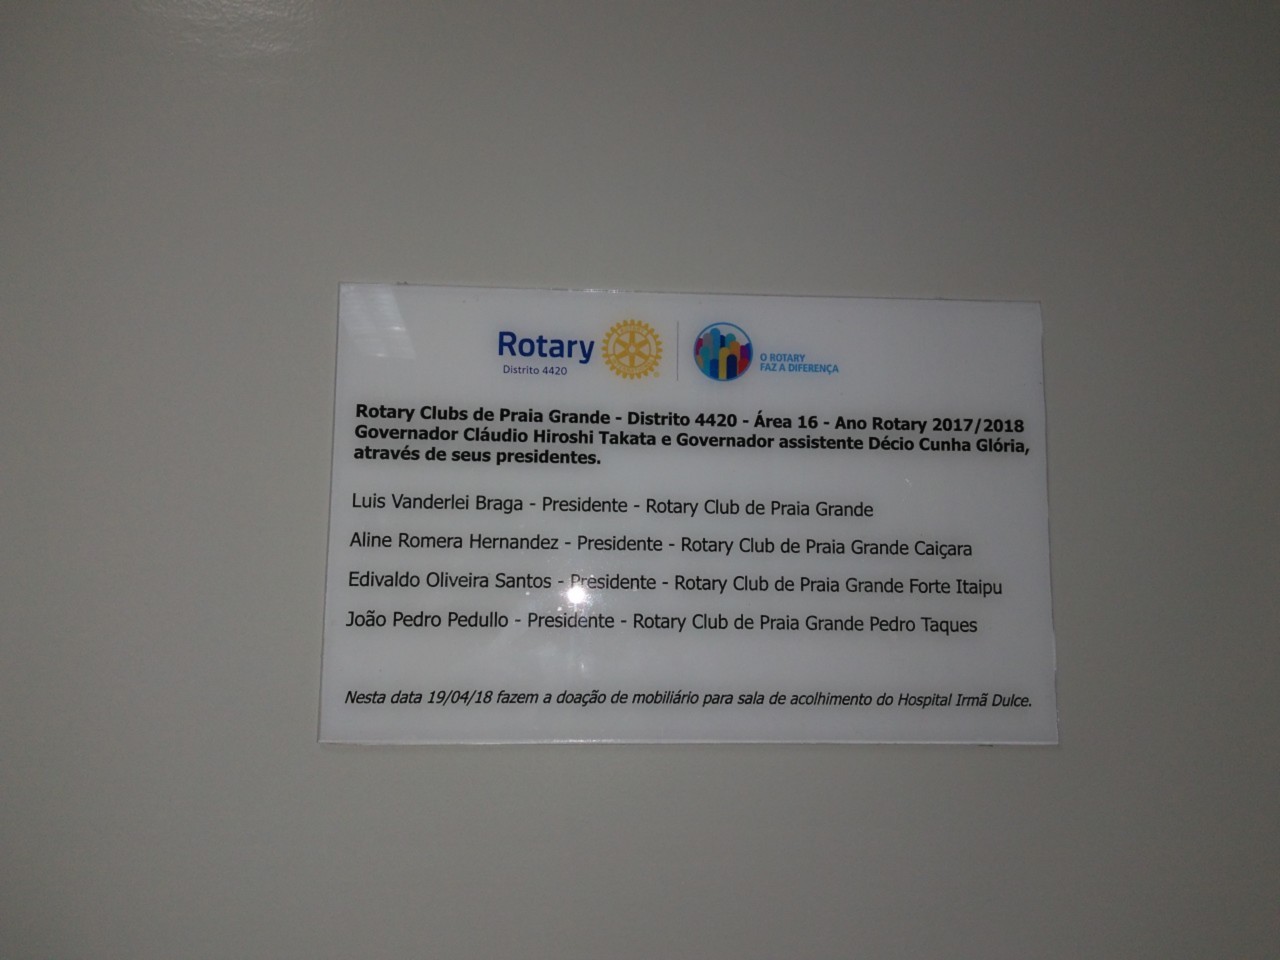 Rotary
Distrito 4420
O ROTARY
FAZ A DIFERENÇA
Rotary Clubs de Praia Grande - Distrito 4420 - Área 16 - Ano Rotary 2017/2018
Governador Cláudio Hiroshi Takata e Governador assistente Décio Cunha Glória,
através de seus presidentes.
Luis Vanderlei Braga - Presidente - Rotary Club de Praia Grande
Aline Romera Hernandez - Presidente - Rotary Club de Praia Grande Caiçara
Edivaldo Oliveira Santos - Presidente - Rotary Club de Praia Grande Forte Itaipu
João Pedro Pedullo - Presidente - Rotary Club de Praia Grande Pedro Taques
Nesta data 19/04/18 fazem a doação de mobiliário para sala de acolhimento do Hospital Irmã Dulce.